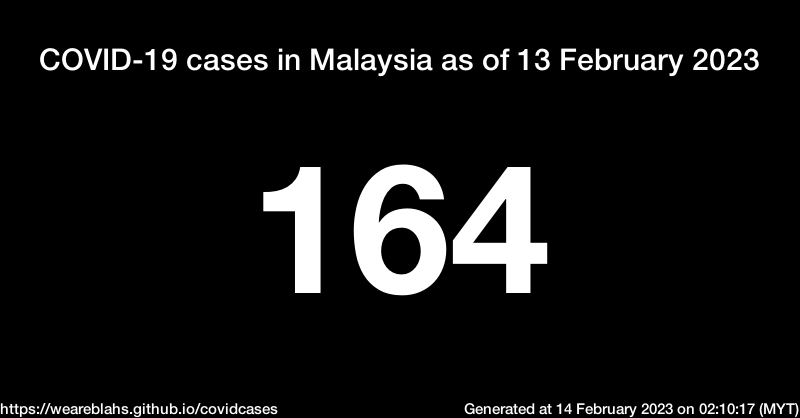 COVID-19 cases in Malaysia as of 13 February 2023
164
https://weareblahs.github.io/covidcases
Generated at 14 February 2023 on 02:10:17 (MYT)